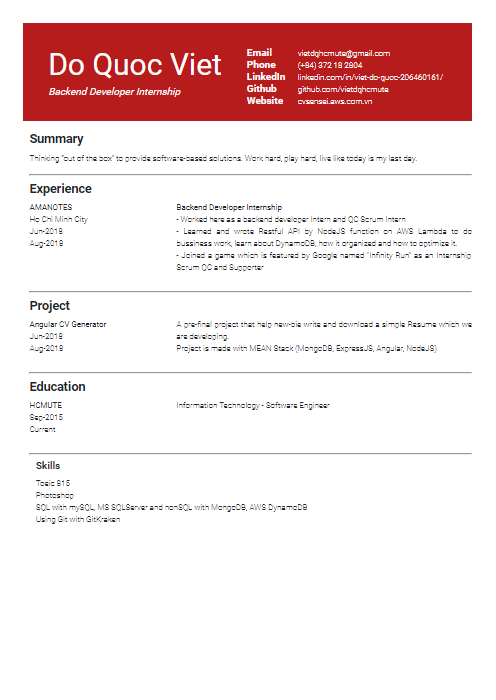 Do Quoc Viet
Backend Developer Internship
Email vietdqhcmute@gmail.com
Phone (+84) 372 18 2804
LinkedIn linkedin.com/in/viet-do-quoc-206460161/
Github github.com/vietdqhcmute
Website cvsensei.aws.com.vn
Summary
Thinking "out of the box" to provide software-based solutions. Work hard, play hard, live like today is my last day.
Experience
AMANOTES
Ho Chi Minh City
Jun-2018
Aug-2018
Backend Developer Internship
- Worked here as a backend developer Intern and QC Scrum Intern
- Learned and wrote Restful API by NodeJS function on AWS Lambda to do
bussiness work, learn about DynamoDB, how it organized and how to optimize it.
- Joined a game which is featured by Google named "Infinity Run" as an Internship
Scrum QC and Supporter
Project
Angular CV Generator
Jun-2018
Aug-2018
A pre-final project that help new-bie write and download a simple Resume which we
are developing.
Project is made with MEAN Stack (MongoDB, ExpressJS, Angular, NodeJS)
Education
HCMUTE
Sep-2015
Current
Information Technology - Software Engineer
Skills
Toeic 815
Photoshop
SQL with mySQL, MS SQLServer and nonSQL with MongoDB, AWS DynamoDB
Using Git with GitKraken